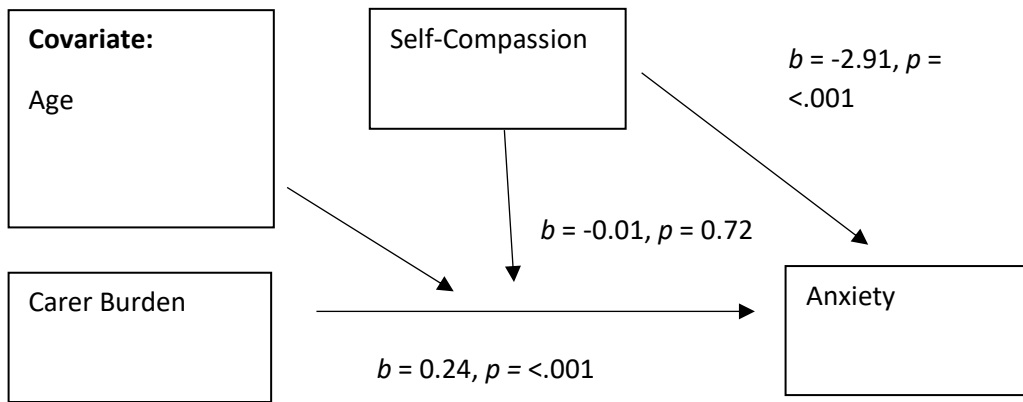 Covariate:
Age
Self-Compassion
b = -2.91, p =
<.001
b = -0.01, p = 0.72
Carer Burden
Anxiety
b = 0.24, p = <.001